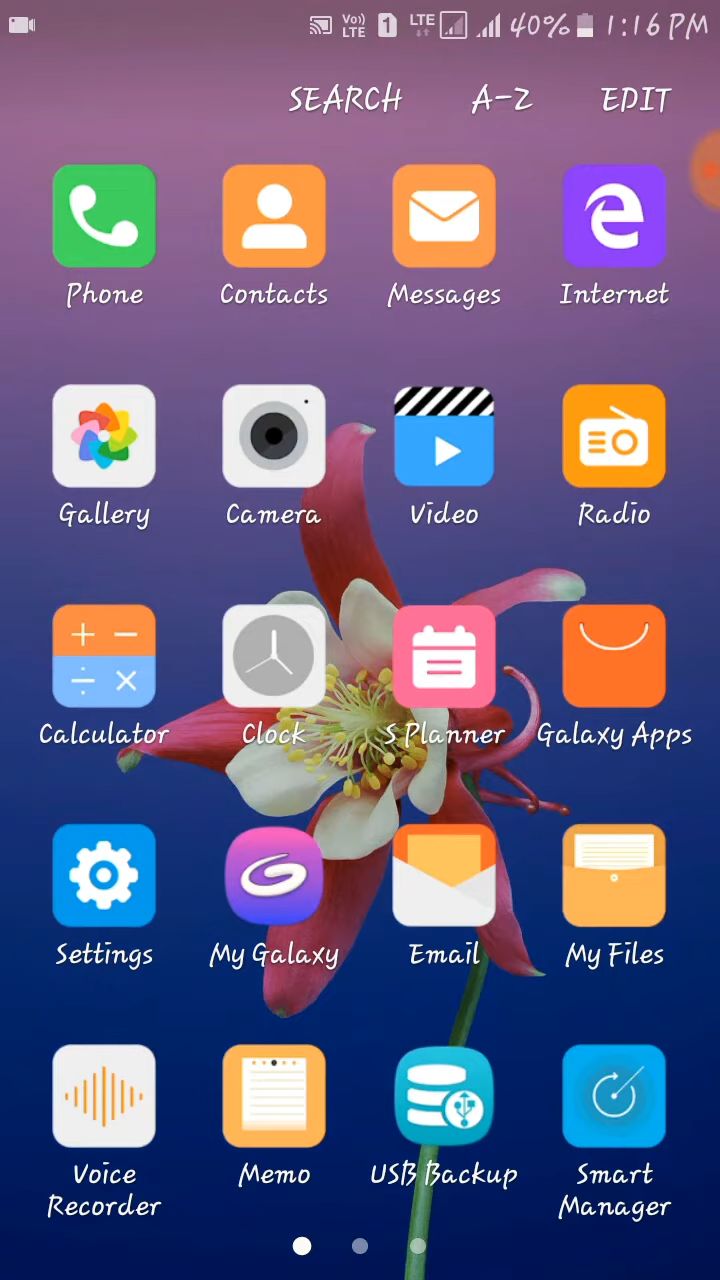 Vo)) LTE 1 LTE 40% 1:16 PM
SEARCH A-Z EDIT
Phone Contacts Messages Internet
Gallery Camera Video Radio
Calculator Clock S Planner Galaxy Apps
Settings My Galaxy Email My Files
Voice Recorder Memo USB Backup Smart Manager